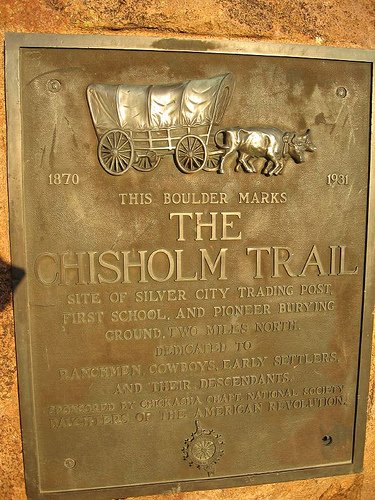 1870 1931
THIS BOULDER MARKS
THE
CHISHOLM TRAIL
SITE OF SILVER CITY TRADING POST,
FIRST SCHOOL, AND PIONEER BURYING
GROUND, TWO MILES NORTH.
DEDICATED TO
RANCHMEN, COWBOYS, EARLY SETTLERS,
AND THEIR DESCENDANTS.
SPONSORED BY CHICKASHA CHAPT. NATIONAL SOCIETY
DAUGHTERS OF THE AMERICAN REVOLUTION.